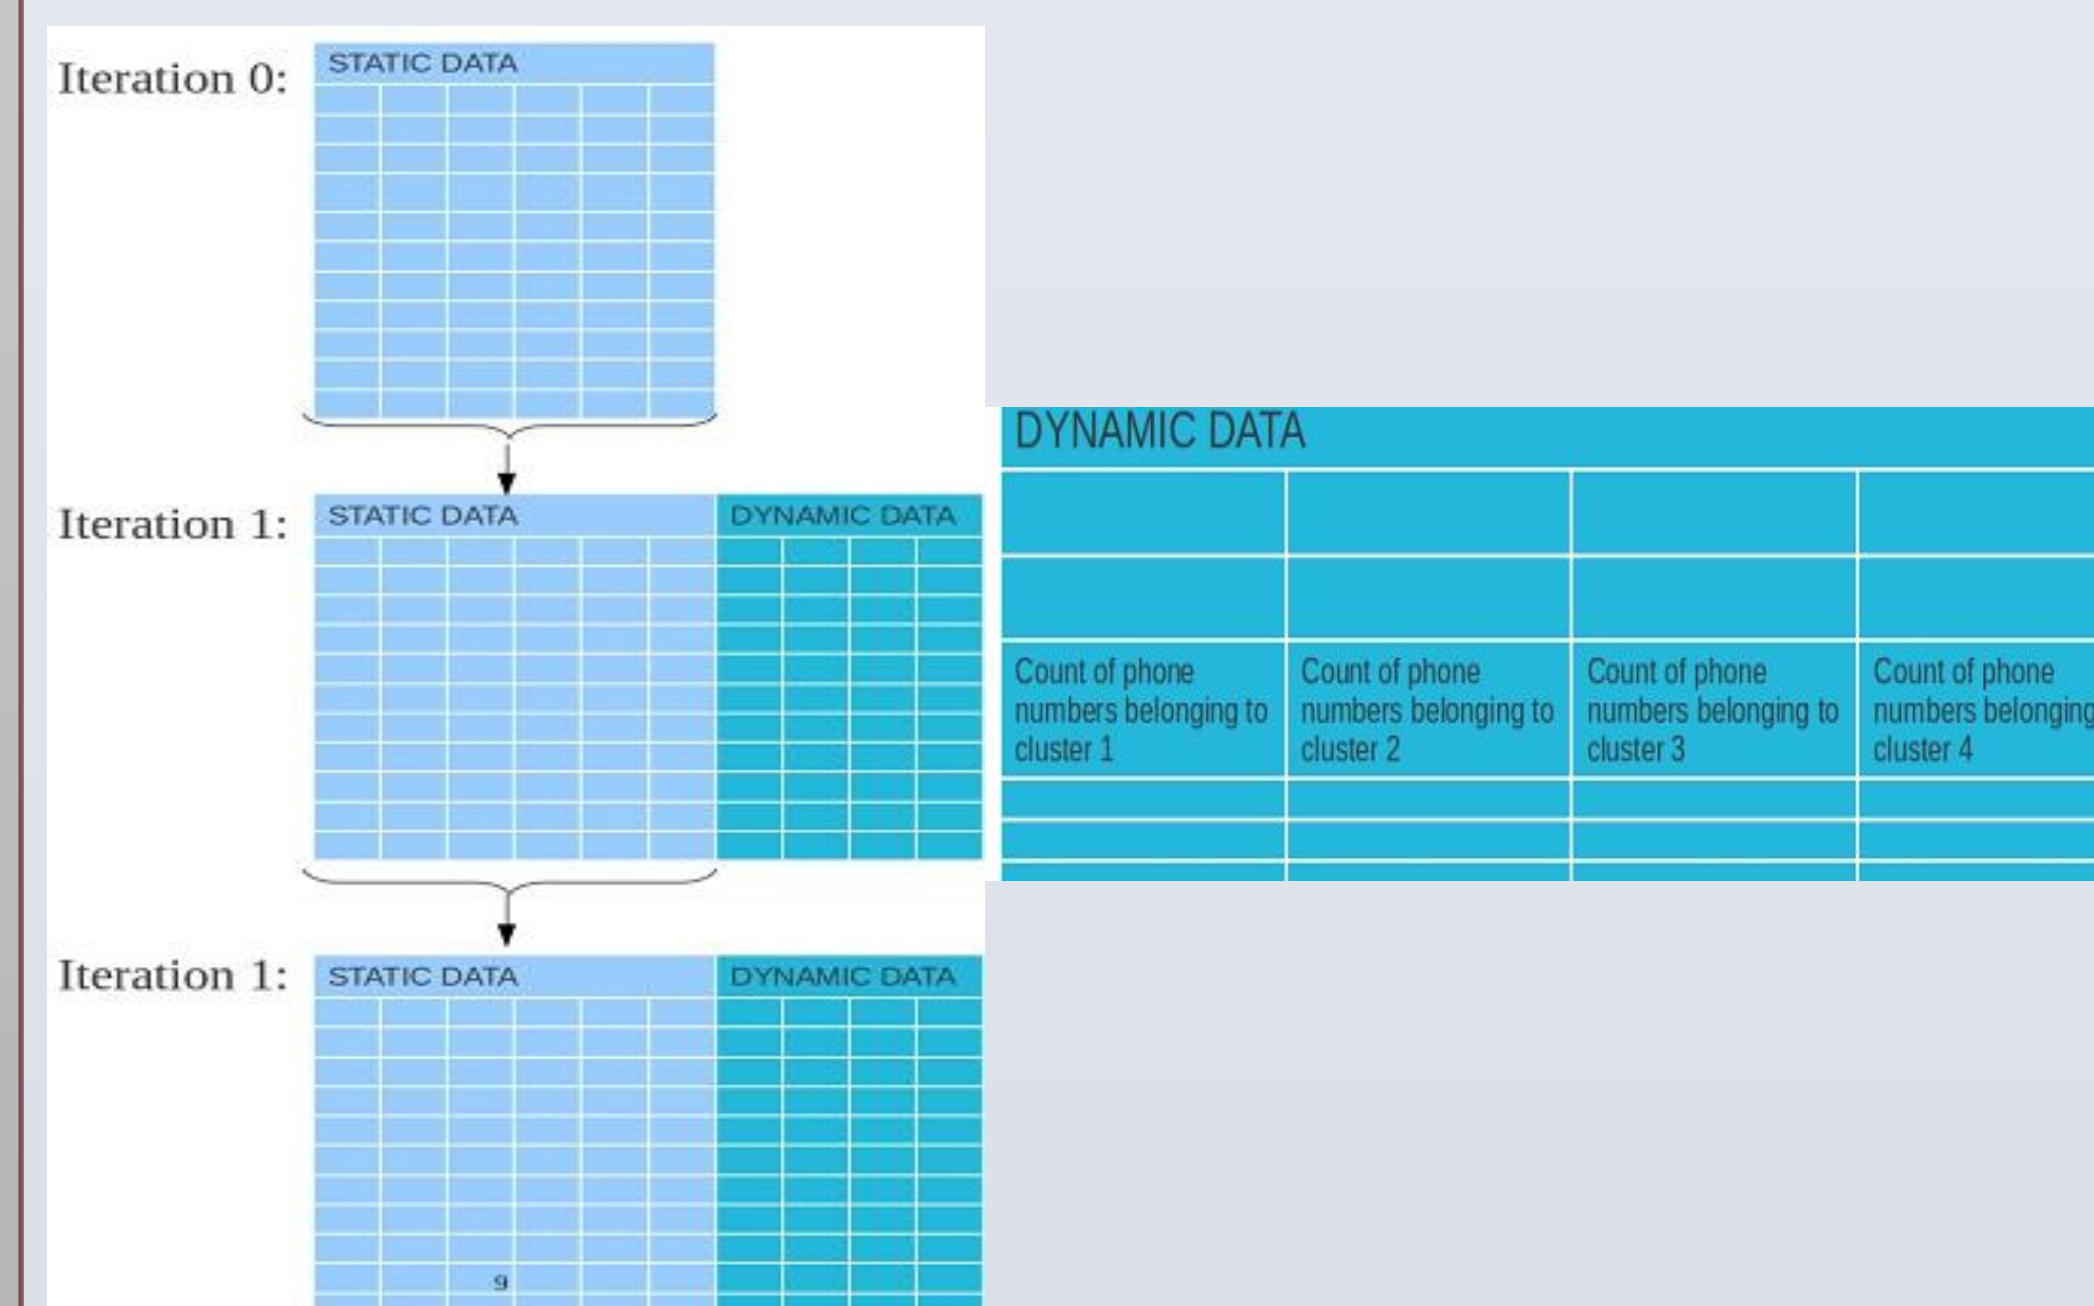 Iteration 0:
STATIC DATA
Iteration 1:
STATIC DATA
DYNAMIC DATA
DYNAMIC DATA
Count of phone
numbers belonging to
cluster 1
Count of phone
numbers belonging to
cluster 2
Count of phone
numbers belonging to
cluster 3
Count of phone
numbers belonging
cluster 4
Iteration 1:
STATIC DATA
DYNAMIC DATA
9